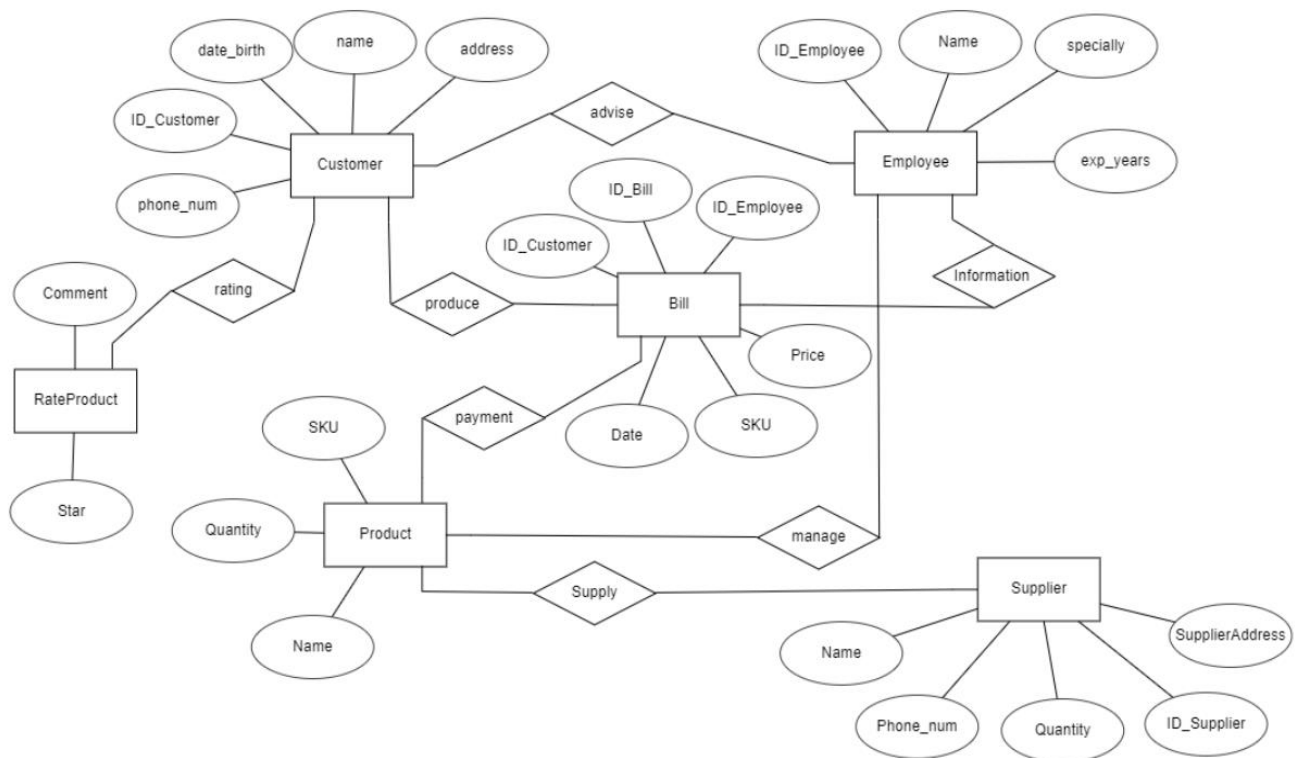 date_birth
name
address
ID_Employee
Name
specially
ID_Customer
advise
Customer
Employee
exp_years
phone_num
ID_Bill
ID_Employee
ID_Customer
Information
Comment
rating
produce
Bill
Price
RateProduct
payment
SKU
Date
SKU
Star
Quantity
Product
manage
Supply
Supplier
Name
Name
SupplierAddress
Phone_num
Quantity
ID_Supplier